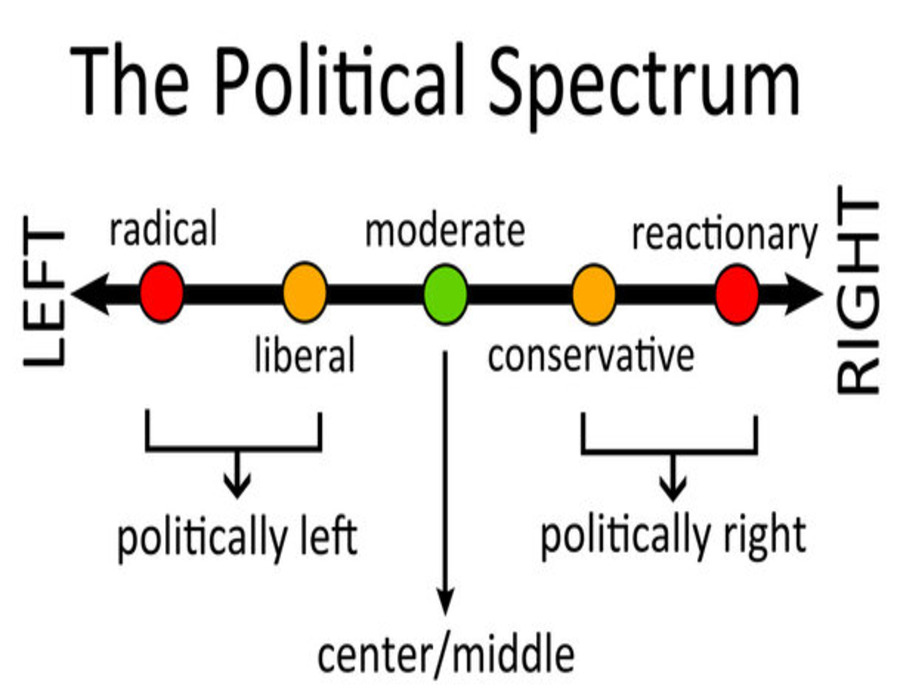 The Political Spectrum
LEFT
RIGHT
radical
moderate
reactionary
liberal
conservative
politically left
politically right
center/middle